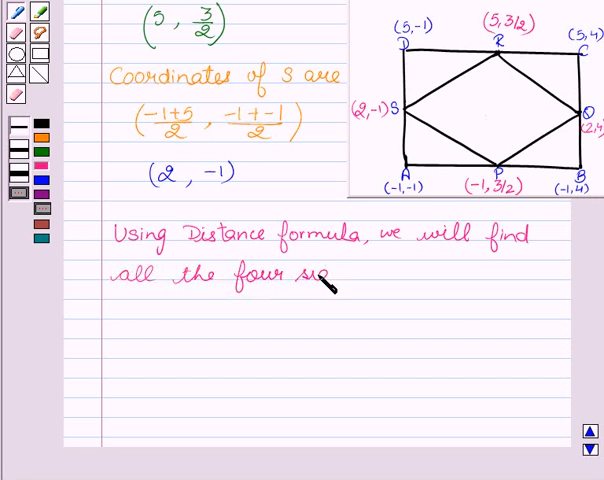 (5, 3/2)
Coordinates of S are
(-1+5/2, -1+-1/2)
(2, -1)
Using Distance formula, we will find
all the four si
(5,-1) (5,3/2) (5,4)
D R C
(2,-1) S Q
(2,4)
A P B
(-1,-1) (-1,3/2) (-1,4)